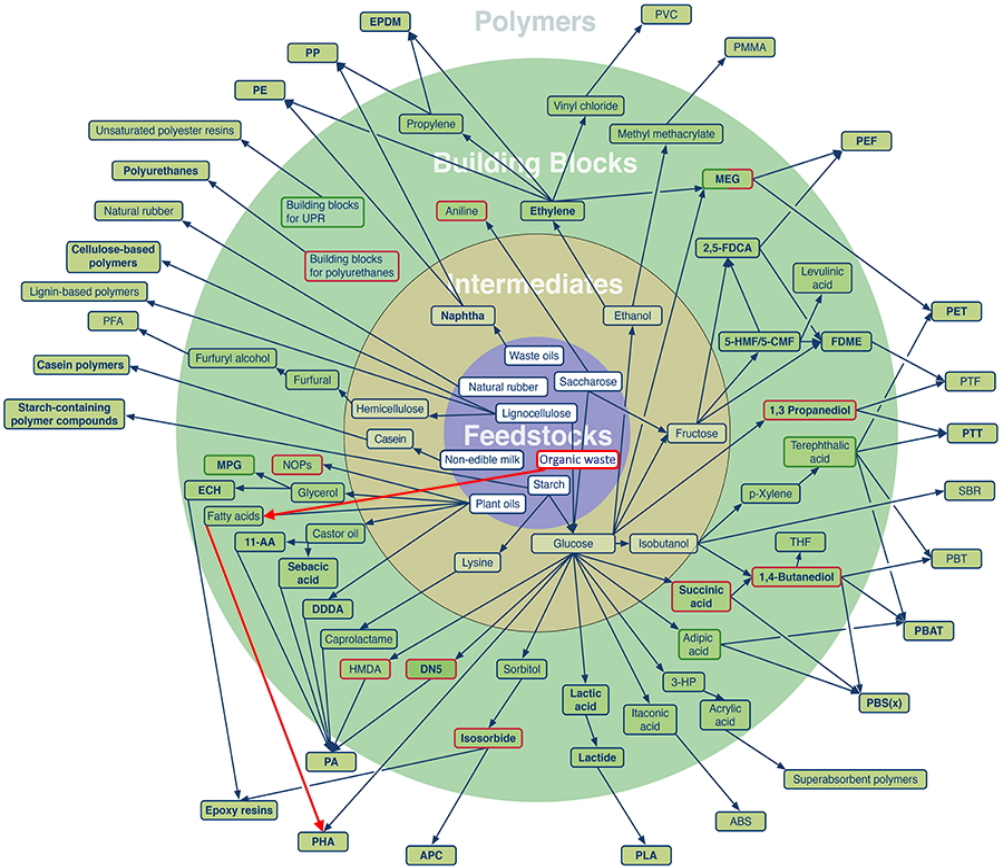 Polymers
EPDM
PVC
PMMA
PP
PE
Vinyl chloride
Propylene
Methyl methacrylate
Unsaturated polyester resins
PEF
Building Blocks
Polyurethanes
MEG
Building blocks
for UPR
Aniline
Ethylene
Natural rubber
2,5-FDCA
Cellulose-based
polymers
Building blocks
for polyurethanes
Levulinic
acid
Intermediates
Lignin-based polymers
PET
Naphtha
Ethanol
PFA
5-HMF/5-CMF
FDME
Waste oils
Furfuryl alcohol
Casein polymers
Furfural
Natural rubber
Saccharose
PTF
Starch-containing
polymer compounds
Hemicellulose
Lignocellulose
1,3 Propanediol
Feedstocks
Casein
Fructose
PTT
Terephthalic
acid
Non-edible milk
Organic waste
MPG
NOPs
Starch
ECH
Glycerol
p-Xylene
SBR
Plant oils
Fatty acids
Castor oil
11-AA
Glucose
Isobutanol
THF
PBT
Lysine
Sebacic
acid
1,4-Butanediol
Succinic
acid
DDDA
PBAT
Caprolactame
Adipic
acid
HMDA
DN5
Sorbitol
3-HP
PBS(x)
Lactic
acid
Itaconic
acid
Acrylic
acid
Isosorbide
PA
Lactide
Superabsorbent polymers
Epoxy resins
ABS
PHA
APC
PLA